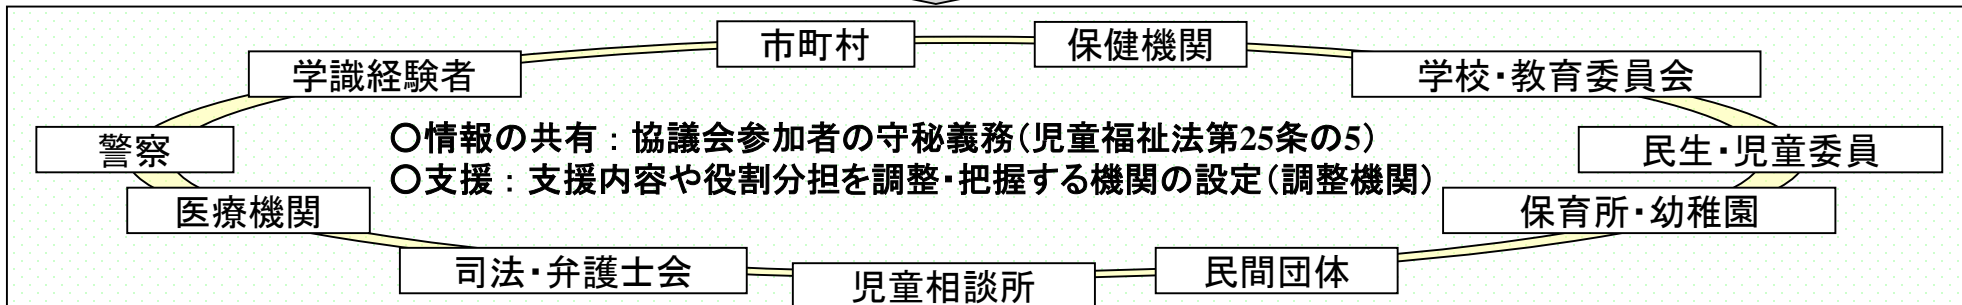 市町村
保健機関
学識経験者
学校・教育委員会
警察
○情報の共有：協議会参加者の守秘義務（児童福祉法第25条の5）
民生・児童委員
○支援：支援内容や役割分担を調整・把握する機関の設定（調整機関）
医療機関
保育所・幼稚園
司法・弁護士会
児童相談所
民間団体